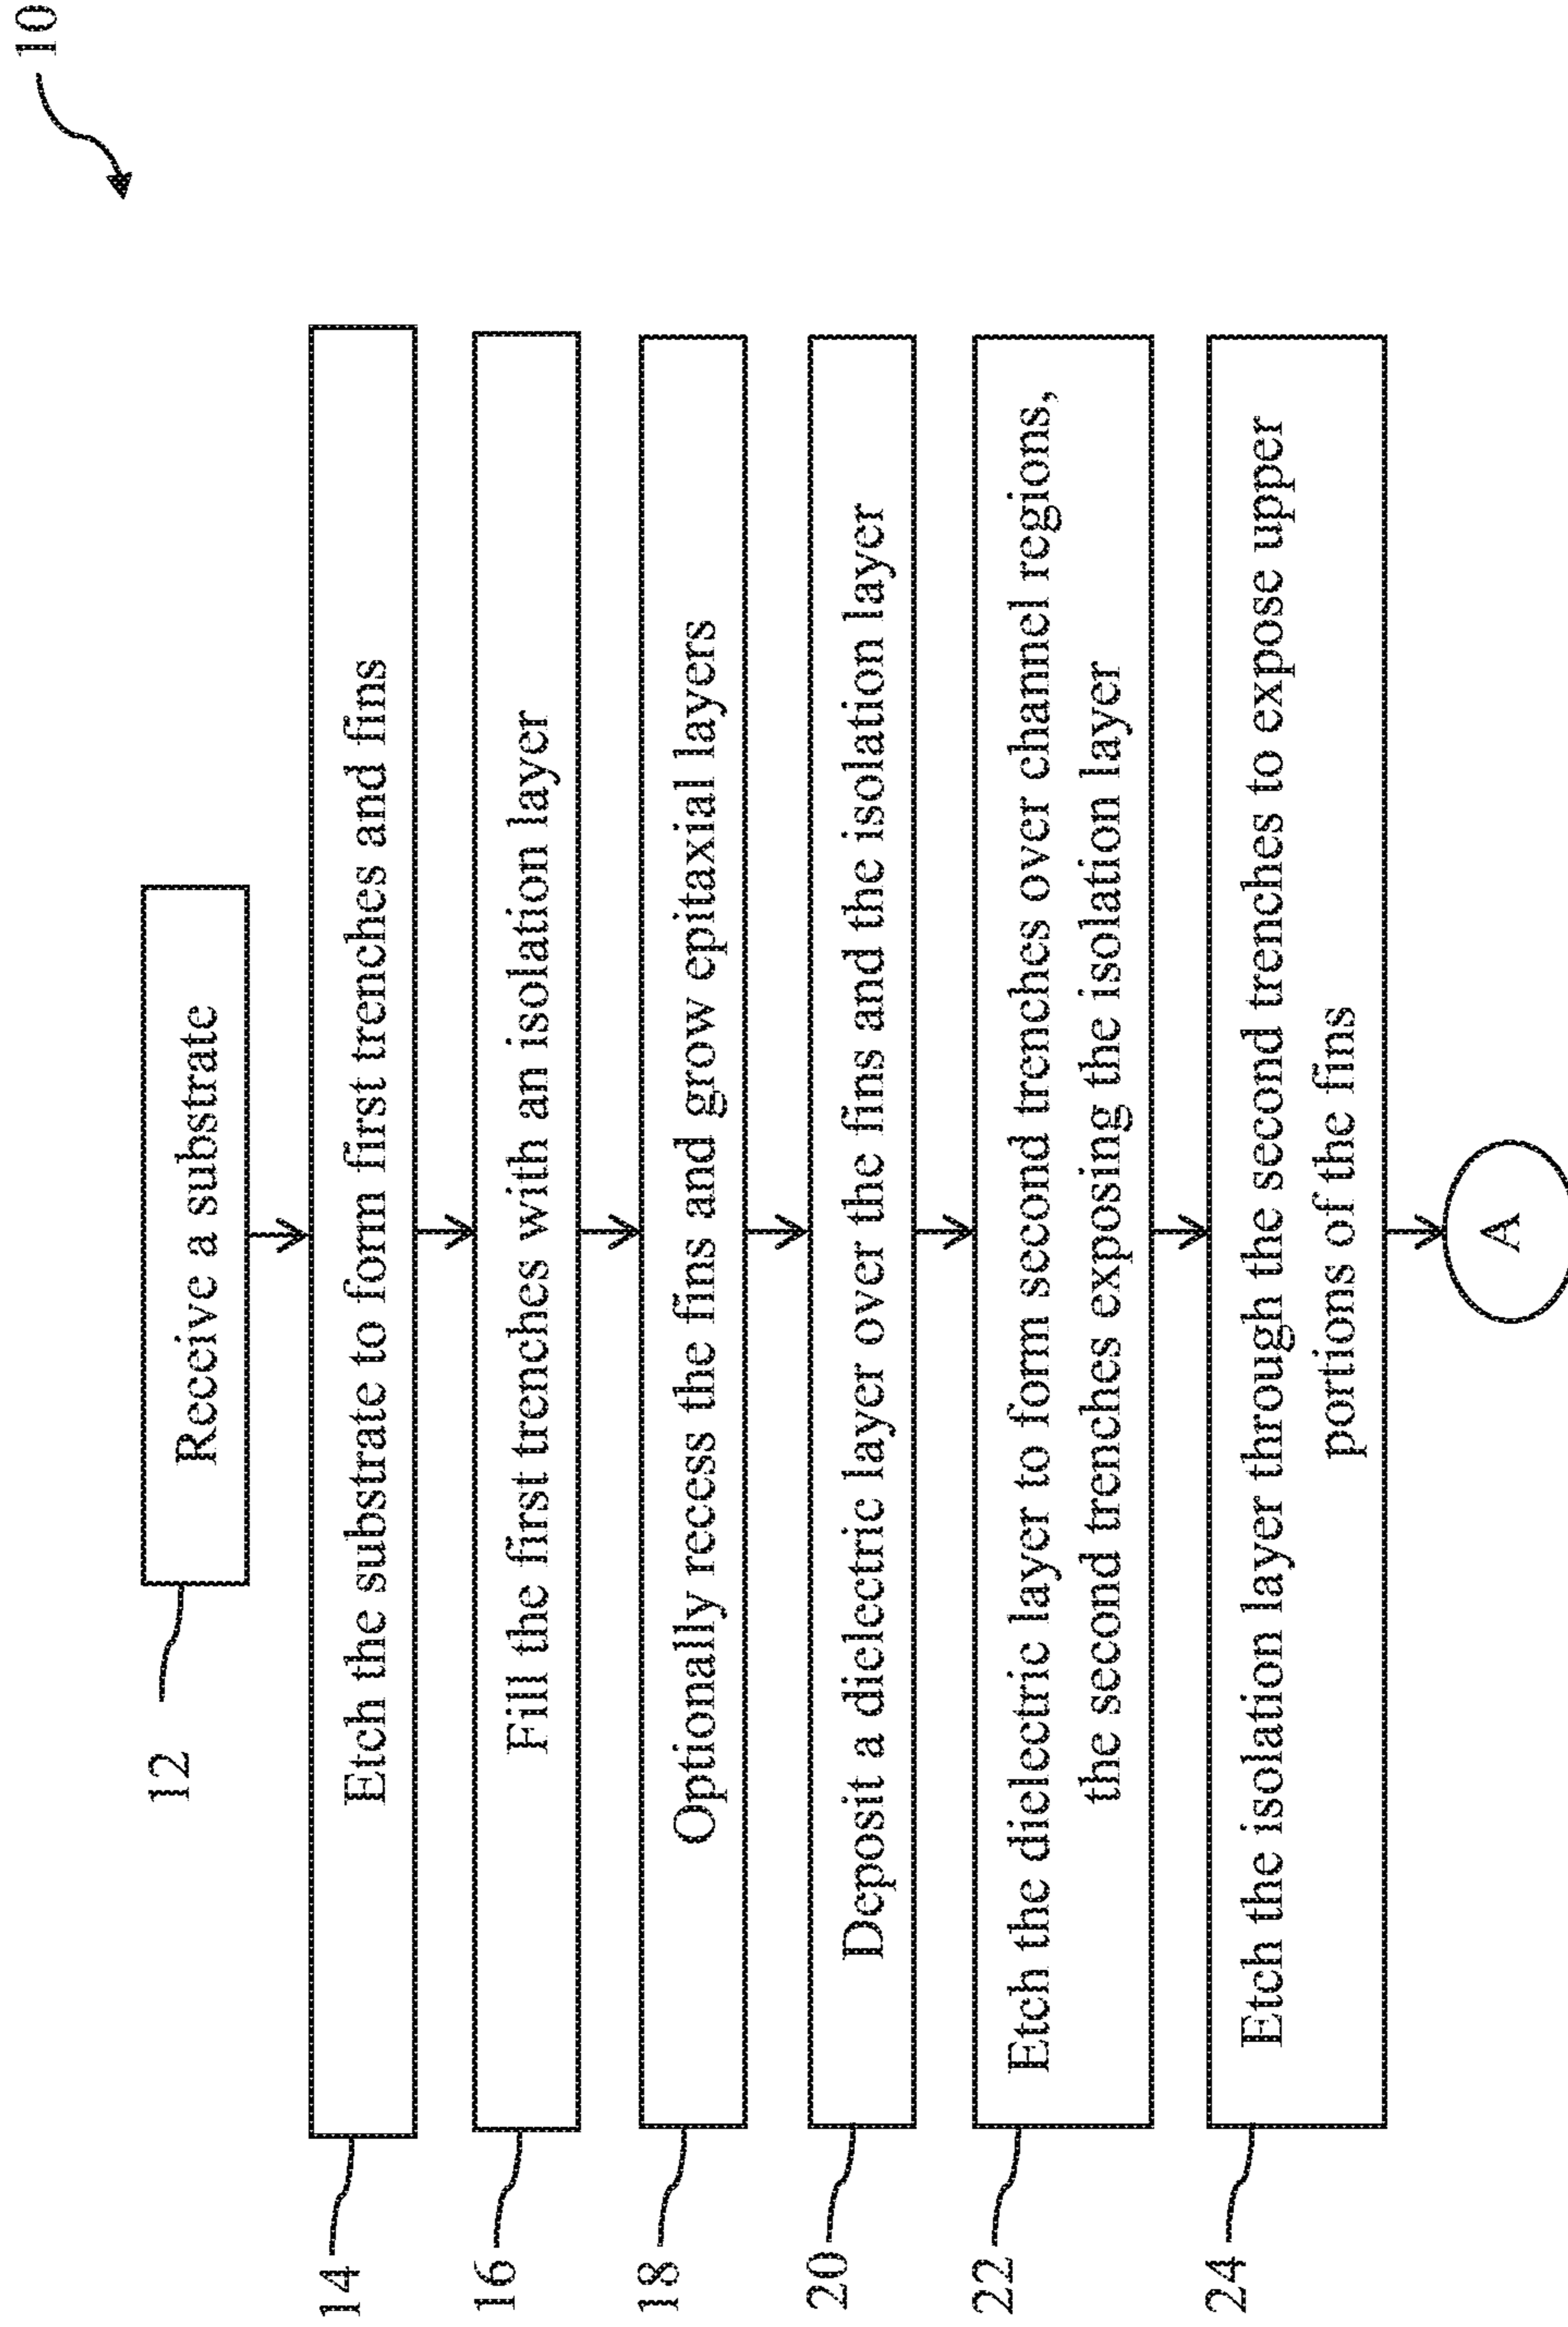 10
12
Receive a substrate
14
Etch the substrate to form first trenches and fins
16
Fill the first trenches with an isolation layer
18
Optionally recess the fins and grow epitaxial layers
20
Deposit a dielectric layer over the fins and the isolation layer
22
Etch the dielectric layer to form second trenches over channel regions,
the second trenches exposing the isolation layer
24
Etch the isolation layer through the second trenches to expose upper
portions of the fins
A